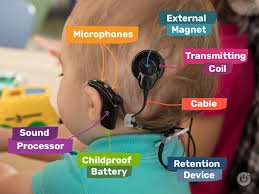 External
Magnet
Microphones
Transmitting
Coil
Cable
Sound
Processor
Childproof
Battery
Retention
Device